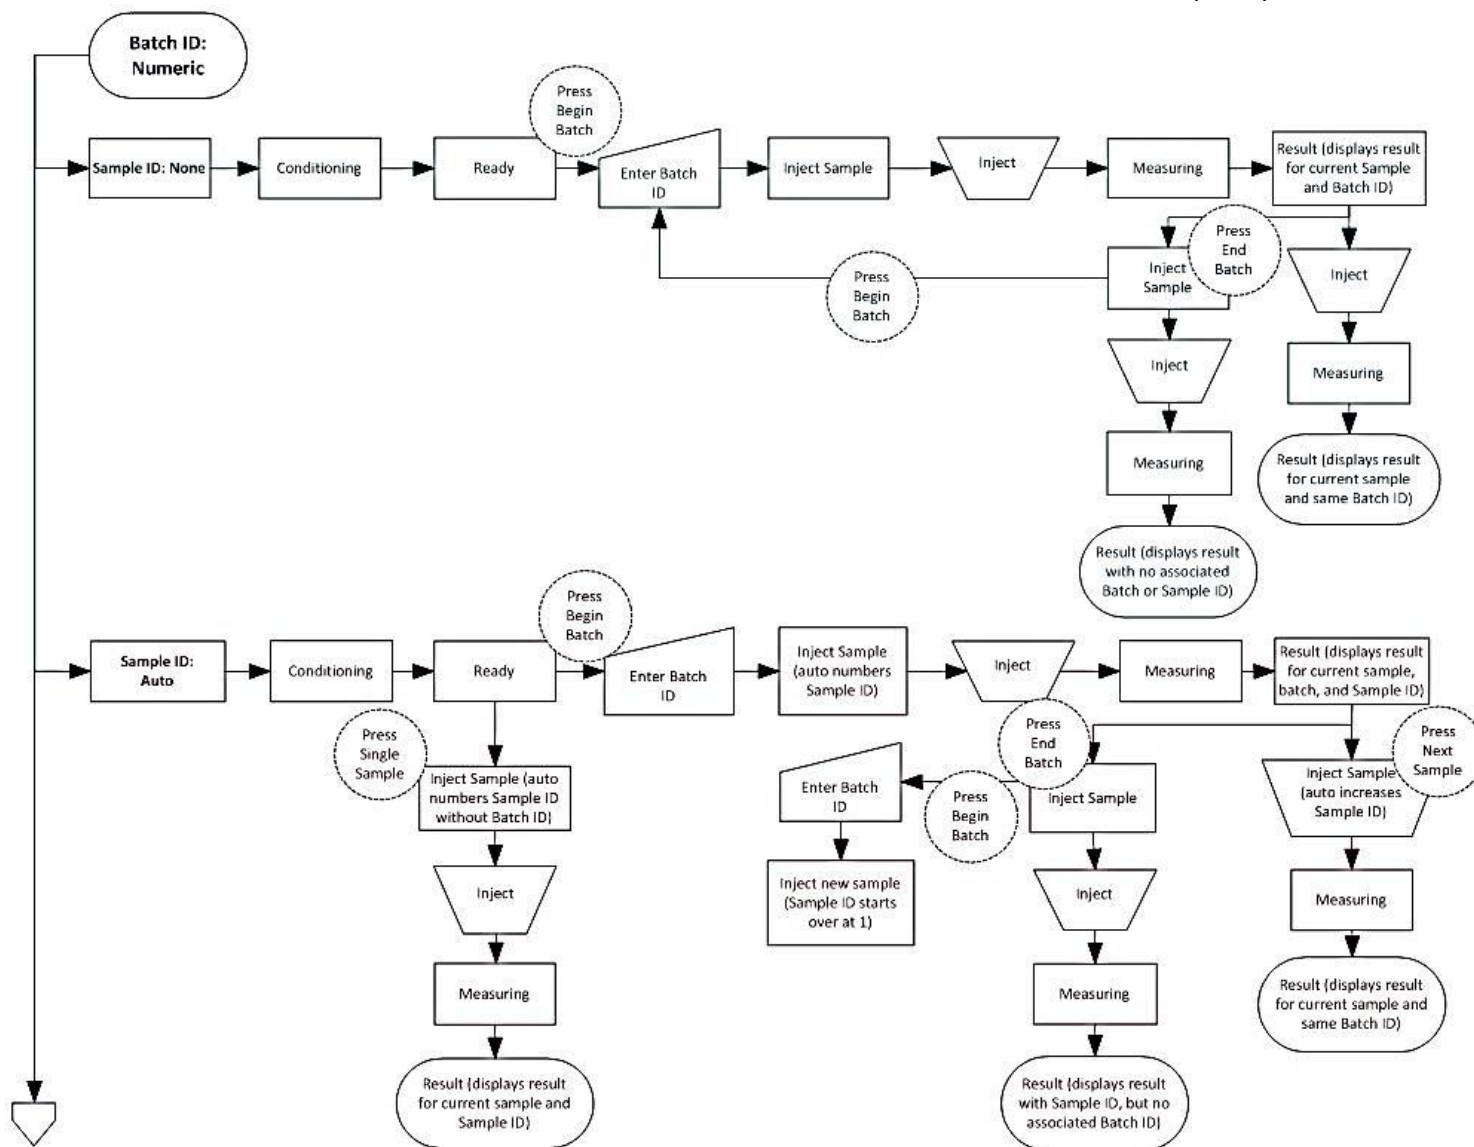 Batch ID:
Numeric
Press
Begin
Batch
Sample ID: None
Conditioning
Ready
Enter Batch
ID
Inject Sample
Inject
Measuring
Result (displays result
for current Sample
and Batch ID)
Press
End
Batch
Inject
Sample
Press
Begin
Batch
Inject
Inject
Measuring
Measuring
Result (displays result
for current sample
and same Batch ID)
Result (displays result
with no associated
Batch or Sample ID)
Press
Begin
Batch
Sample ID:
Auto
Conditioning
Ready
Enter Batch
ID
Inject Sample
(auto numbers
Sample ID)
Inject
Measuring
Result (displays result
for current sample,
batch, and Sample ID)
Press
Single
Sample
Inject Sample (auto
numbers Sample ID
without Batch ID)
Inject
Measuring
Result (displays result
for current sample and
Sample ID)
Press
End
Batch
Enter Batch
ID
Press
Begin
Batch
Inject Sample
Inject new sample
(Sample ID starts
over at 1)
Inject
Measuring
Result (displays result
with Sample ID, but no
associated Batch ID)
Press
Next
Sample
Inject Sample
(auto increases
Sample ID)
Measuring
Result (displays result
for current sample and
same Batch ID)